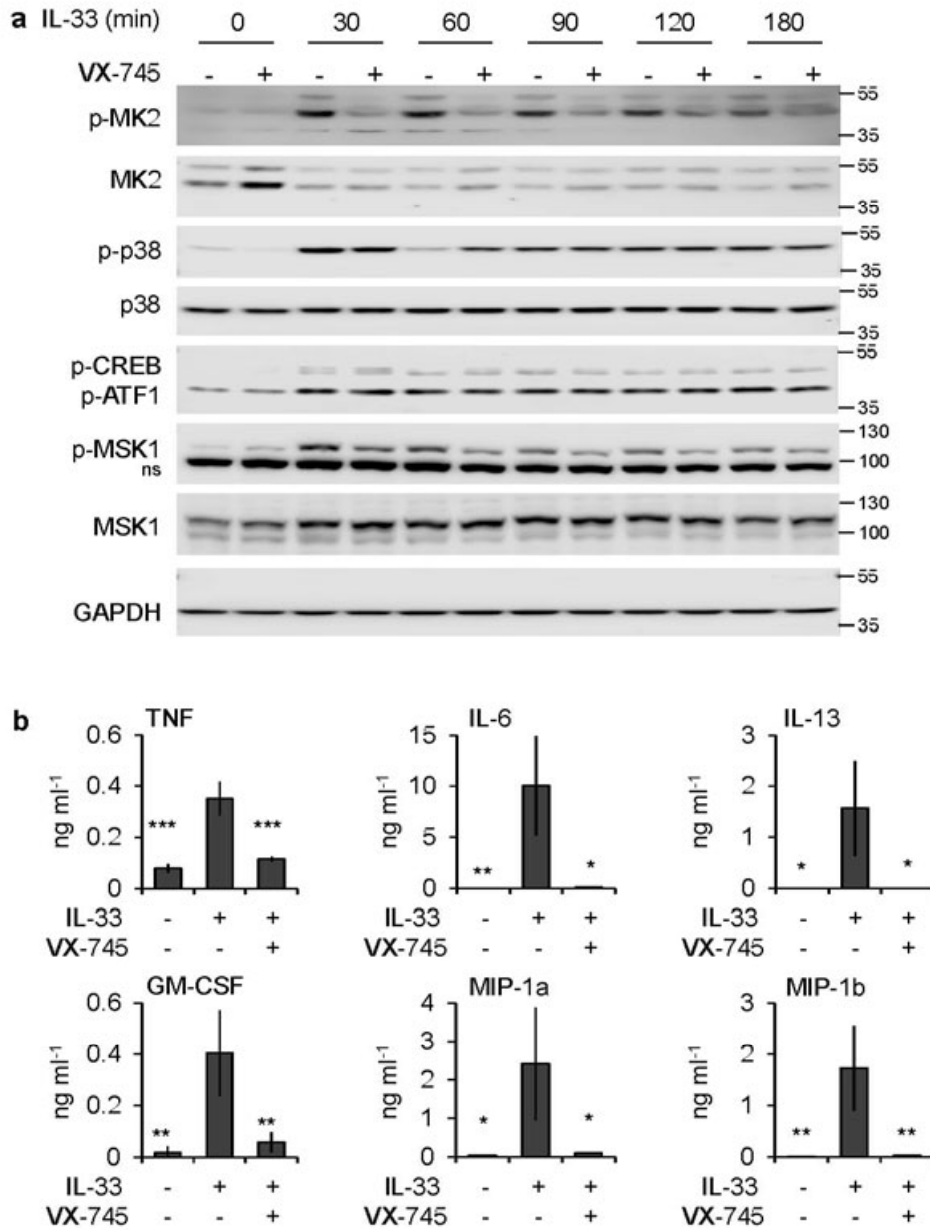 a IL-33 (min) 0 30 60 90 120 180
VX-745 - + - + - + - + - + - +
p-MK2 55 35
MK2 55 35
p-p38 55 35
p38 55 35
p-CREB 55
p-ATF1 35
p-MSK1 130
ns 100
MSK1 130 100
GAPDH 55 35
b
TNF
0.6
0.4
0.2
0
ng ml-1
*** ***
IL-33 - + +
VX-745 - - +
IL-6
15
10
5
0
ng ml-1
** *
- + +
- - +
IL-13
3
2
1
0
ng ml-1
* *
IL-33 - + +
VX-745 - - +
GM-CSF
0.6
0.4
0.2
0
ng ml-1
** **
IL-33 - + +
VX-745 - - +
MIP-1a
4
3
2
1
0
ng ml-1
* *
IL-33 - + +
VX-745 - - +
MIP-1b
3
2
1
0
ng ml-1
** **
IL-33 - + +
VX-745 - - +